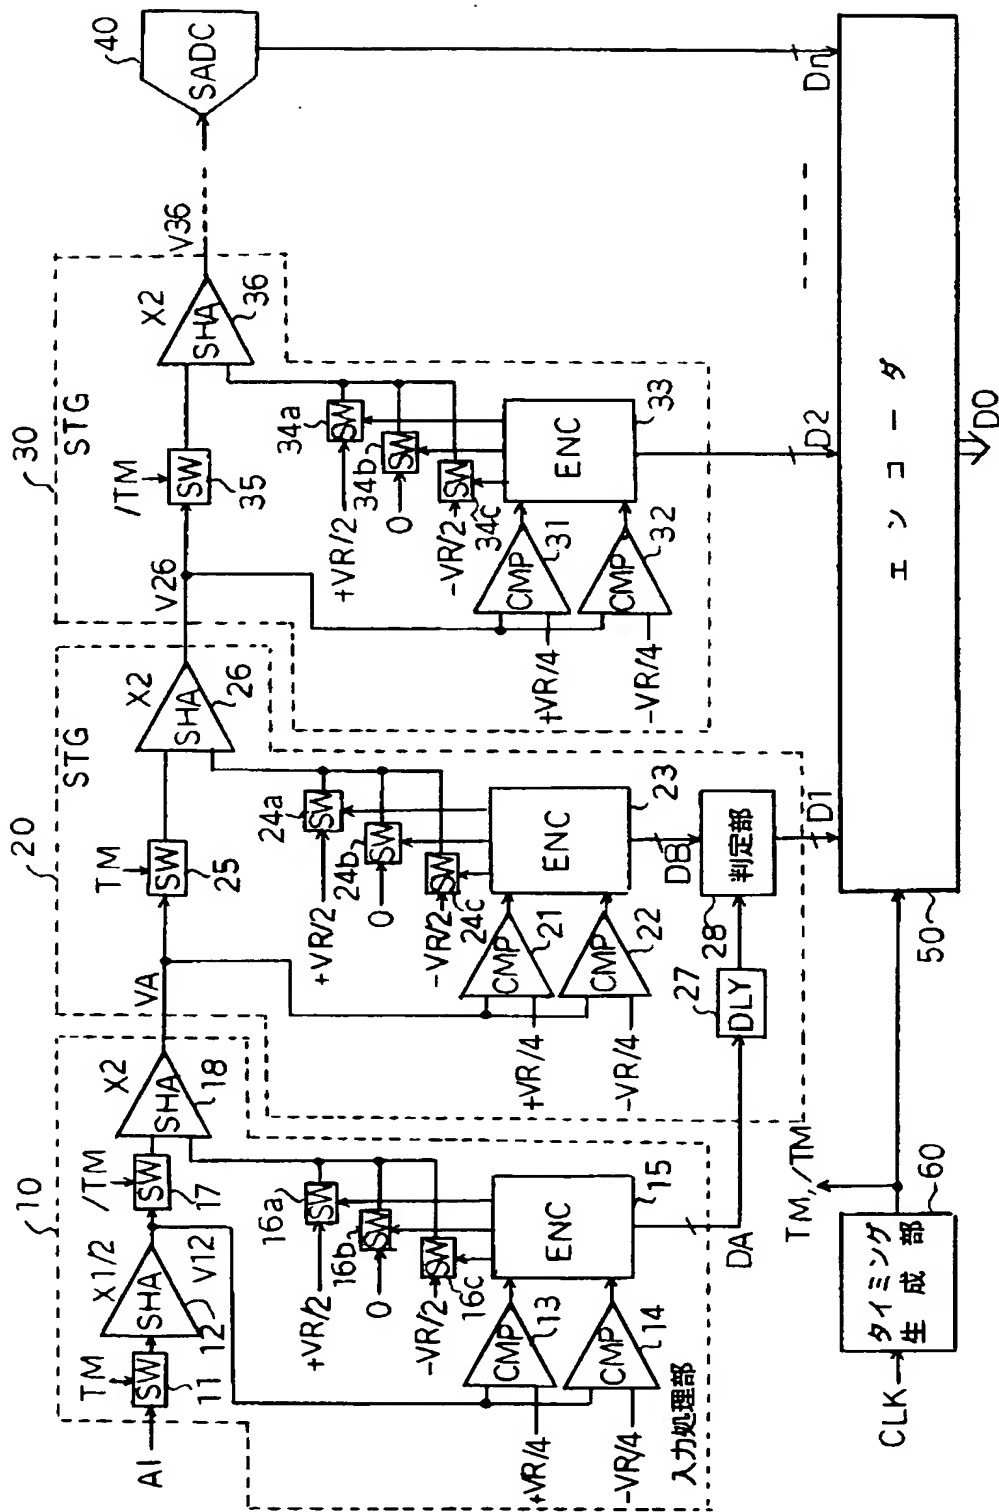 10
AI
TM
SW
11
X1/2
SHA
12
V12
/TM
SW
17
X2
SHA
18
+VR/2
SW
16a
0
SW
16b
-VR/2
SW
16c
CMP
13
+VR/4
CMP
14
-VR/4
ENC
15
DA
入力処理部
20
STG
VA
TM
SW
25
X2
SHA
26
+VR/2
SW
24a
0
SW
24b
-VR/2
SW
24c
CMP
21
+VR/4
CMP
22
-VR/4
ENC
23
DB
DLY
27
判定部
28
D1
30
STG
V26
/TM
SW
35
X2
SHA
36
V36
+VR/2
SW
34a
0
SW
34b
-VR/2
SW
34c
CMP
31
+VR/4
CMP
32
-VR/4
ENC
33
D2
SADC
40
Dn
エンコーダ
50
DO
CLK
タイミング
生成部
60
TM,/TM